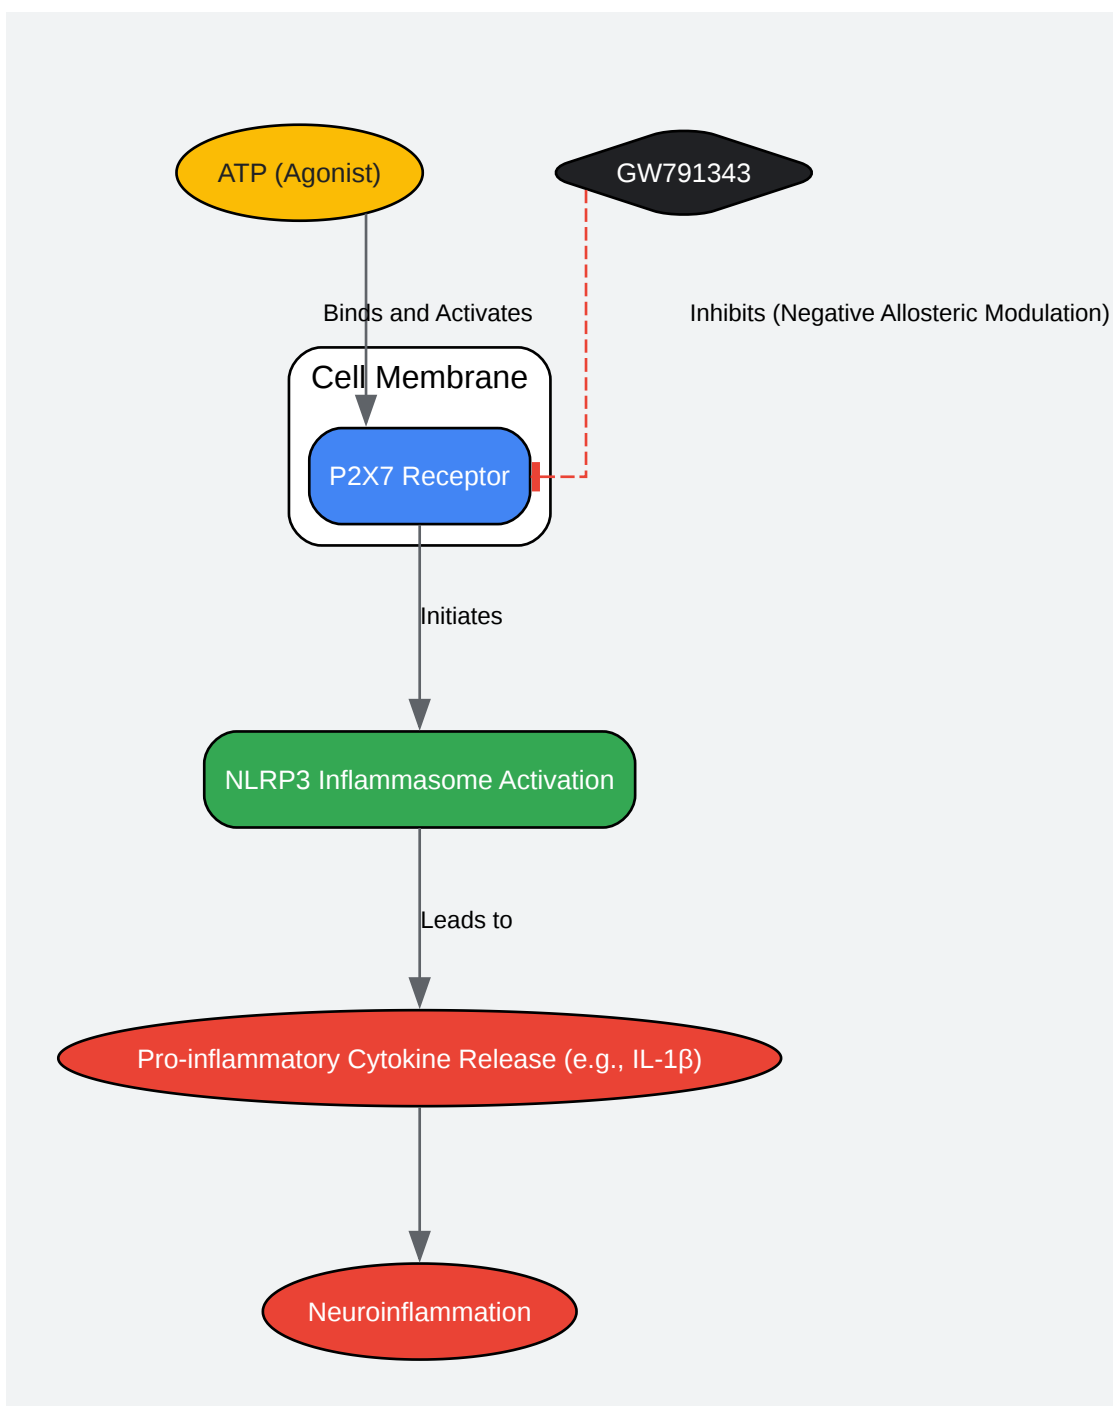 ATP (Agonist)
GW791343
Binds and Activates
Inhibits (Negative Allosteric Modulation)
Cell Membrane
P2X7 Receptor
Initiates
NLRP3 Inflammasome Activation
Leads to
Pro-inflammatory Cytokine Release (e.g., IL-1β)
Neuroinflammation